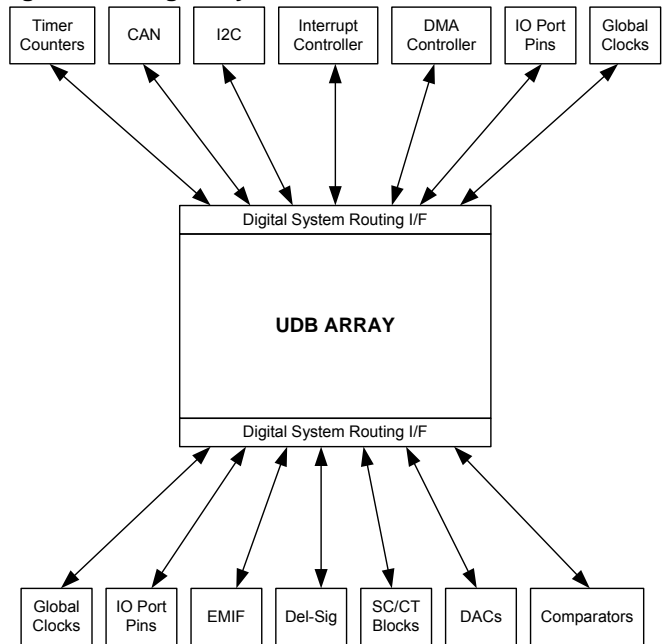 Timer
Counters
CAN
I2C
Interrupt
Controller
DMA
Controller
IO Port
Pins
Global
Clocks
Digital System Routing I/F
UDB ARRAY
Digital System Routing I/F
Global
Clocks
IO Port
Pins
EMIF
Del-Sig
SC/CT
Blocks
DACs
Comparators